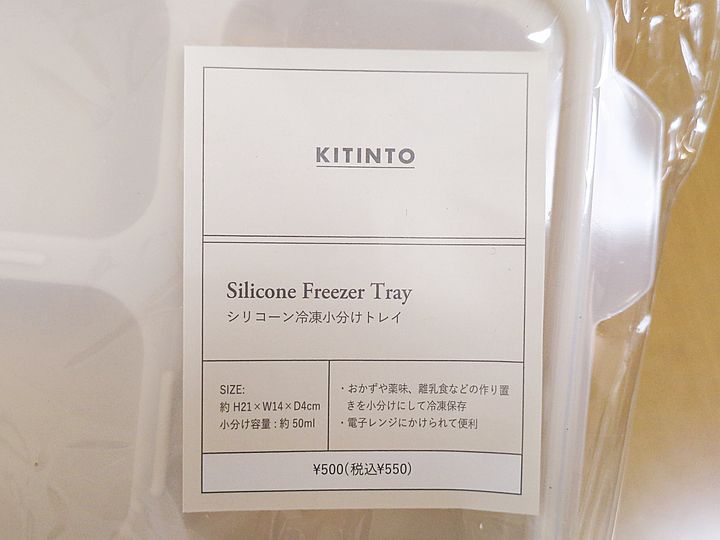 KITINTO
Silicone Freezer Tray
シリコーン冷凍小分けトレイ
SIZE:
約 H21×W14×D4cm
小分け容量 : 約 50ml
・おかずや薬味、離乳食などの作り置
きを小分けにして冷凍保存
・電子レンジにかけられて便利
¥500(税込¥550)